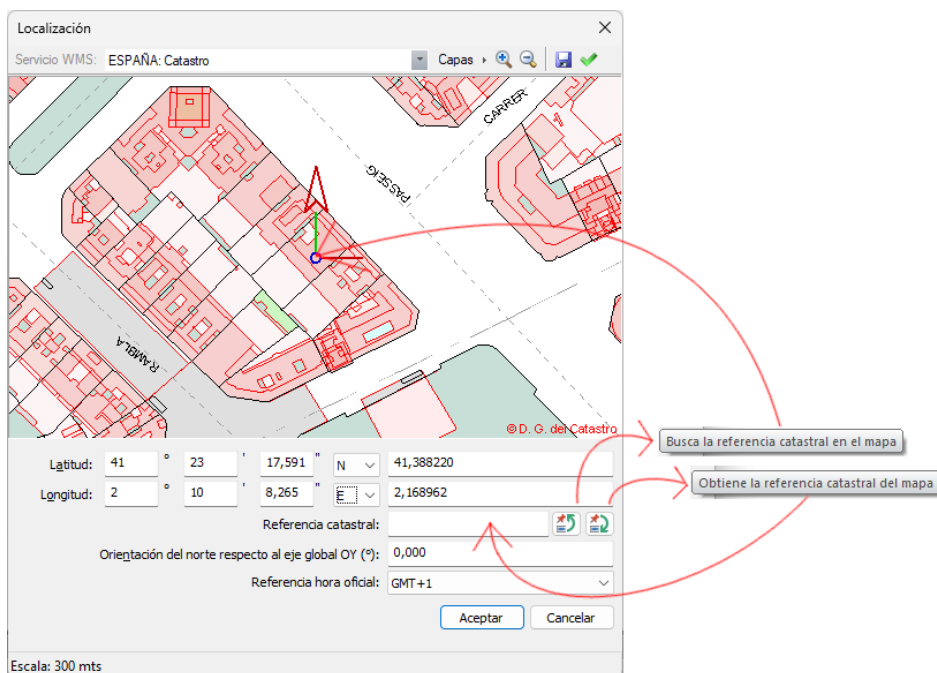 Localización
Servicio WMS: ESPAÑA: Catastro Capas
CARRER
PASSEIG
RAMBLA
© D. G. del Catastro
Busca la referencia catastral en el mapa
Obtiene la referencia catastral del mapa
Latitud: 41 ° 23 ' 17,591 " N 41,388220
Longitud: 2 ° 10 ' 8,265 " E 2,168962
Referencia catastral:
Orientación del norte respecto al eje global OY (º): 0,000
Referencia hora oficial: GMT+1
Aceptar Cancelar
Escala: 300 mts